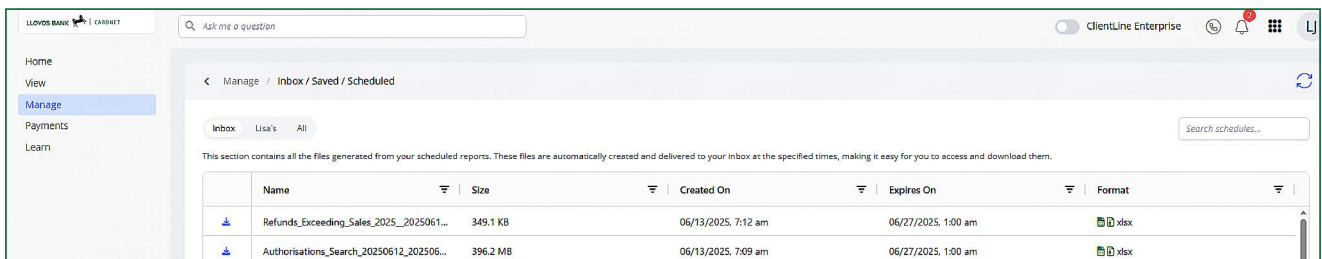 LLOYDS BANK | CARDNET
Ask me a question
ClientLine Enterprise
2
LJ
Home
View
Manage
Payments
Learn
Manage / Inbox / Saved / Scheduled
Inbox Lisa's All
Search schedules...
This section contains all the files generated from your scheduled reports. These files are automatically created and delivered to your inbox at the specified times, making it easy for you to access and download them.
Name Size Created On Expires On Format
Refunds_Exceeding_Sales_2025__2025061... 349.1 KB 06/13/2025, 7:12 am 06/27/2025, 1:00 am xlsx
Authorisations_Search_20250612_202506... 396.2 MB 06/13/2025, 7:09 am 06/27/2025, 1:00 am xlsx